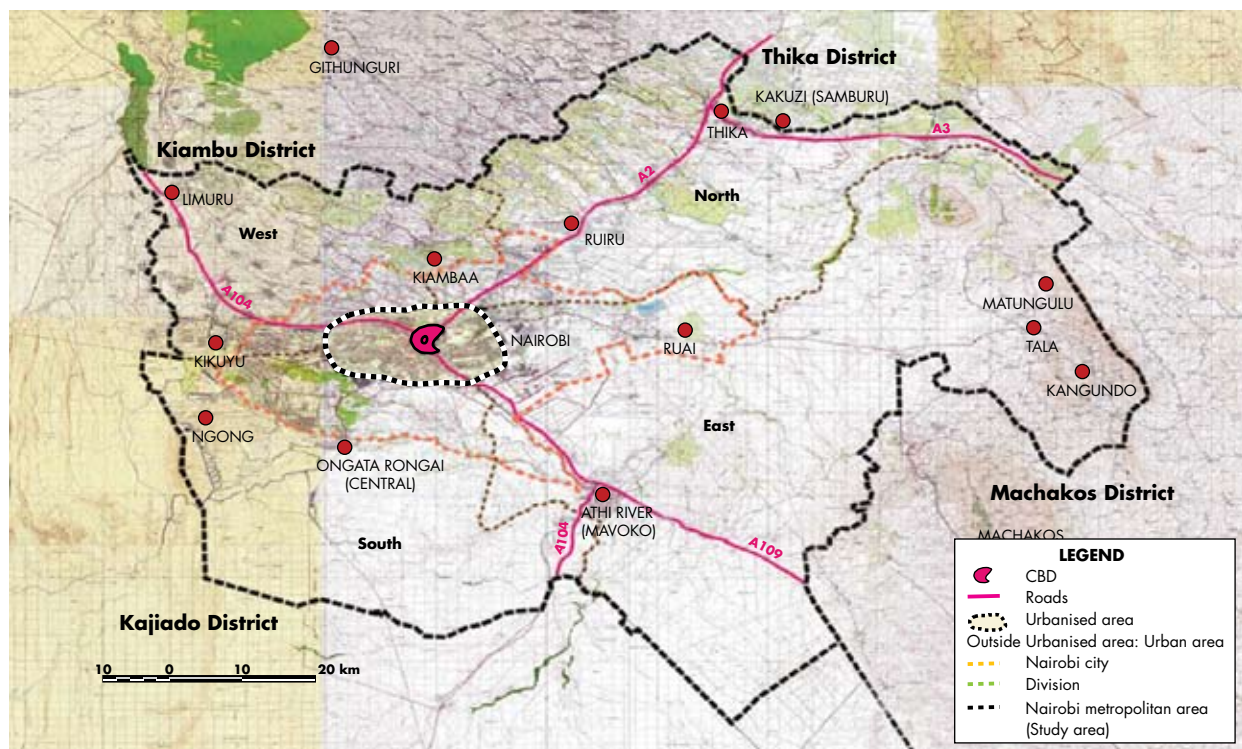 GITHUNGURI
Thika District
KAKUZI (SAMBURU)
THIKA
A3
Kiambu District
LIMURU
A2
North
West
RUIRU
KIAMBAA
A104
MATUNGULU
NAIROBI
RUAI
TALA
KIKUYU
KANGUNDO
NGONG
East
ONGATA RONGAI
(CENTRAL)
Machakos District
ATHI RIVER
(MAVOKO)
MACHAKOS
South
A104
A109
Kajiado District
10 0 10 20 km
LEGEND
CBD
Roads
Urbanised area
Outside Urbanised area: Urban area
Nairobi city
Division
Nairobi metropolitan area
(Study area)